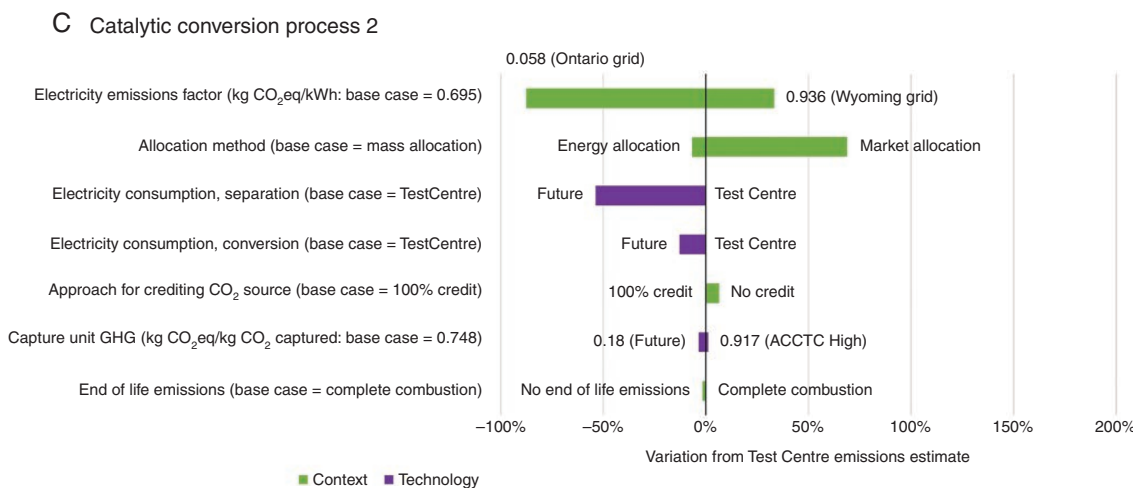 C Catalytic conversion process 2
0.058 (Ontario grid)
Electricity emissions factor (kg CO₂eq/kWh: base case = 0.695)
0.936 (Wyoming grid)
Allocation method (base case = mass allocation)
Energy allocation
Market allocation
Electricity consumption, separation (base case = TestCentre)
Future
Test Centre
Electricity consumption, conversion (base case = TestCentre)
Future
Test Centre
Approach for crediting CO₂ source (base case = 100% credit)
100% credit
No credit
Capture unit GHG (kg CO₂eq/kg CO₂ captured: base case = 0.748)
0.18 (Future)
0.917 (ACCTC High)
End of life emissions (base case = complete combustion)
No end of life emissions
Complete combustion
–100% –50% 0% 50% 100% 150% 200%
Variation from Test Centre emissions estimate
Context Technology